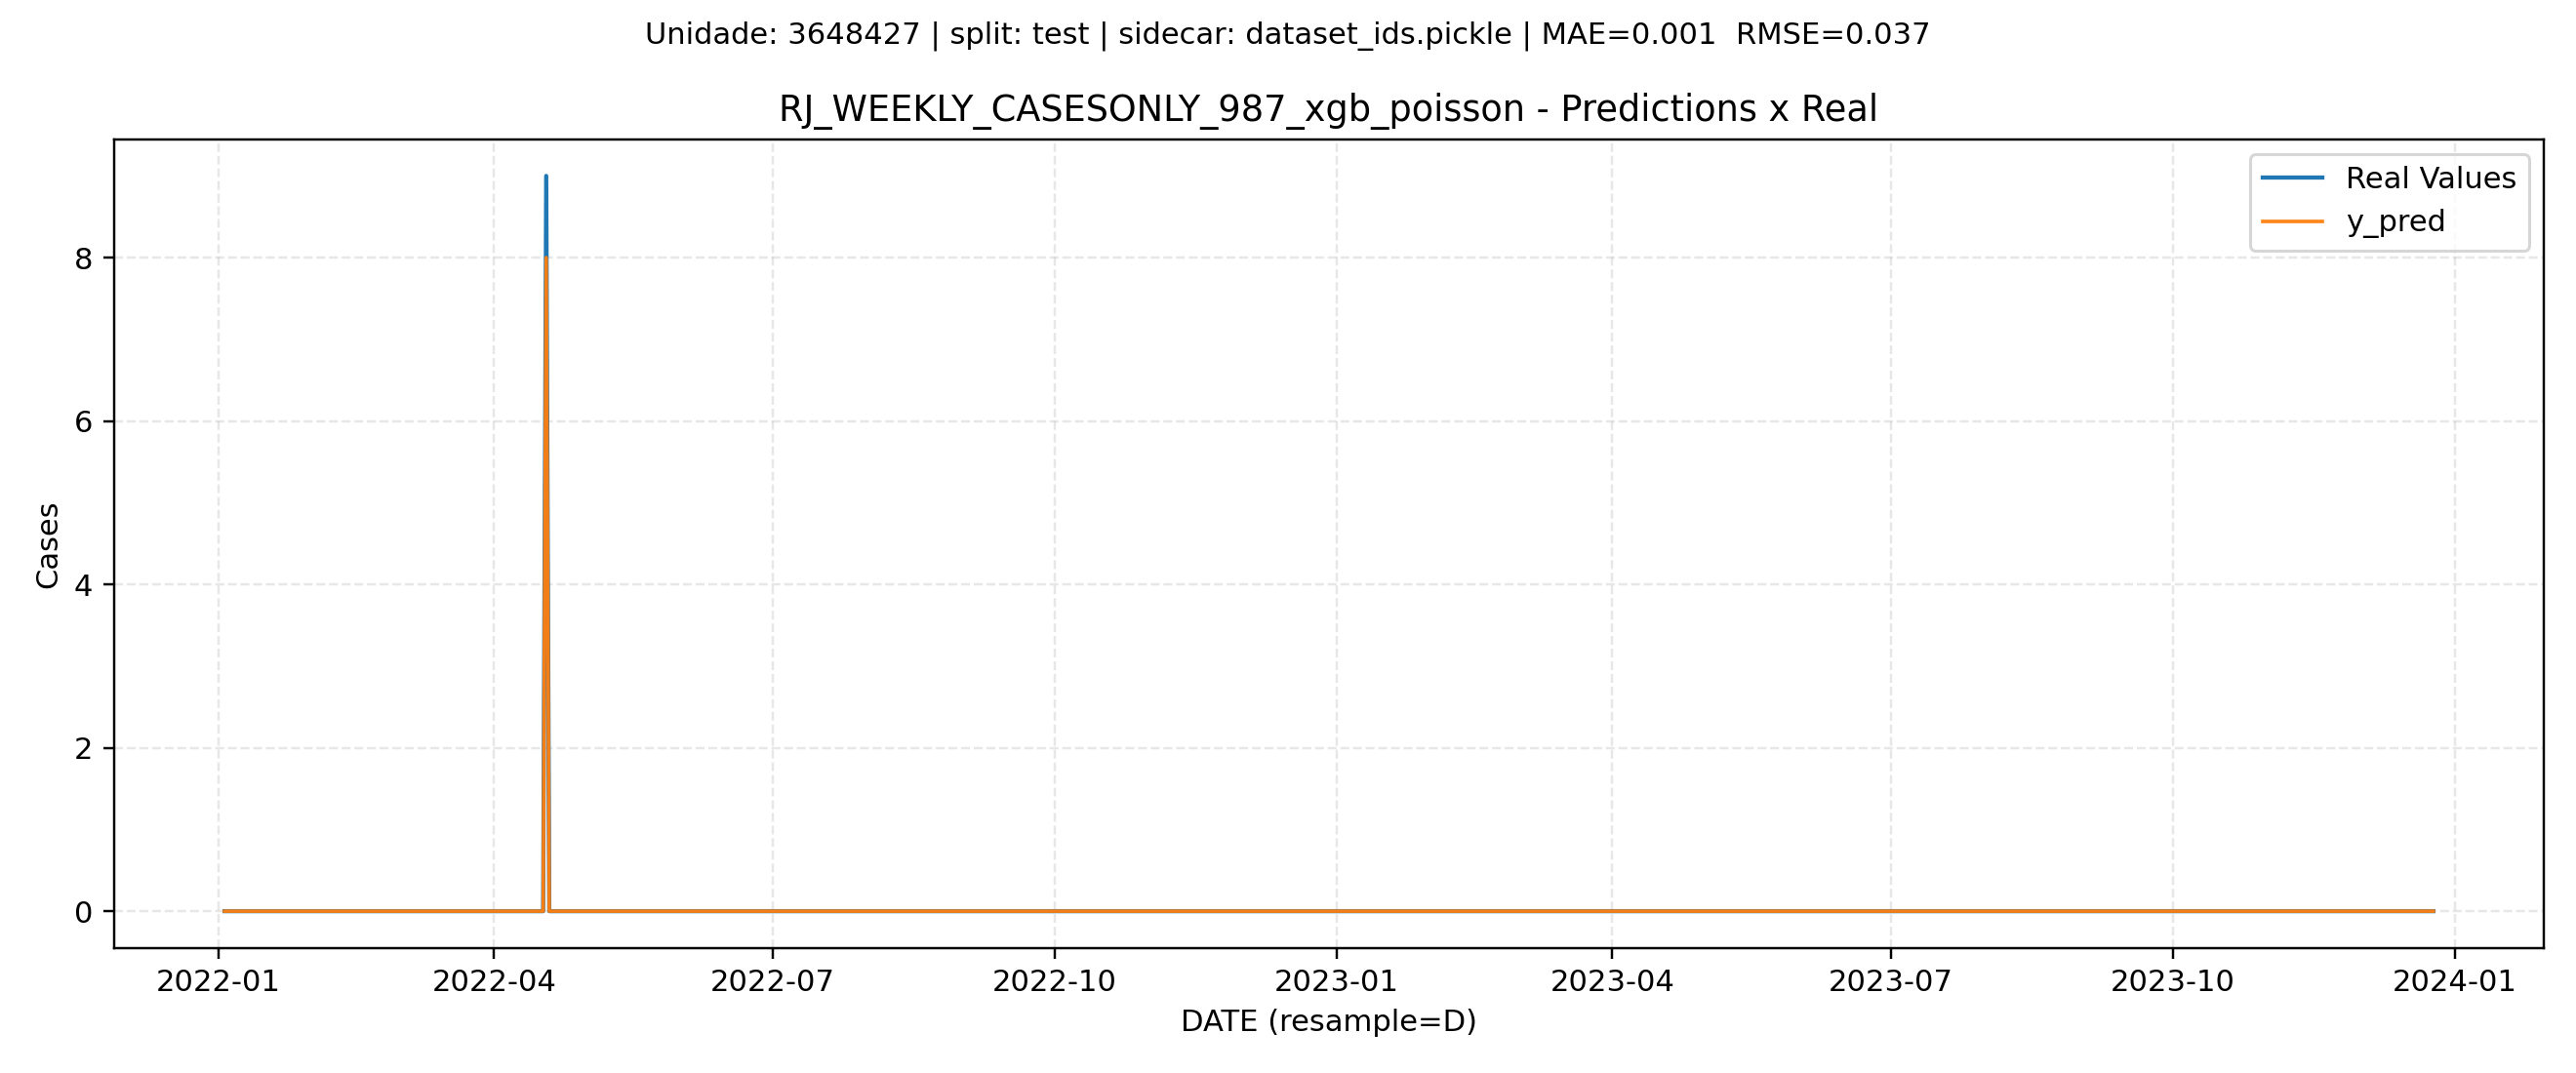 Unidade: 3648427 | split: test | sidecar: dataset_ids.pickle | MAE=0.001  RMSE=0.037
RJ_WEEKLY_CASESONLY_987_xgb_poisson - Predictions x Real
Real Values
y_pred
Cases
8
6
4
2
0
2022-01
2022-04
2022-07
2022-10
2023-01
2023-04
2023-07
2023-10
2024-01
DATE (resample=D)